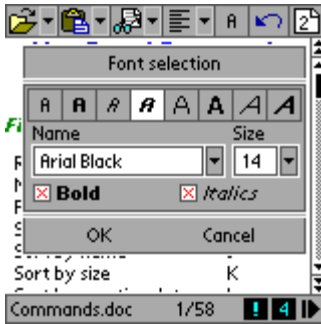 A
2
Font selection
A A A A A A A A
Name Size
Arial Black 14
Bold Italics
OK Cancel
Sort by size K
Commands.doc 1/58 ! 4